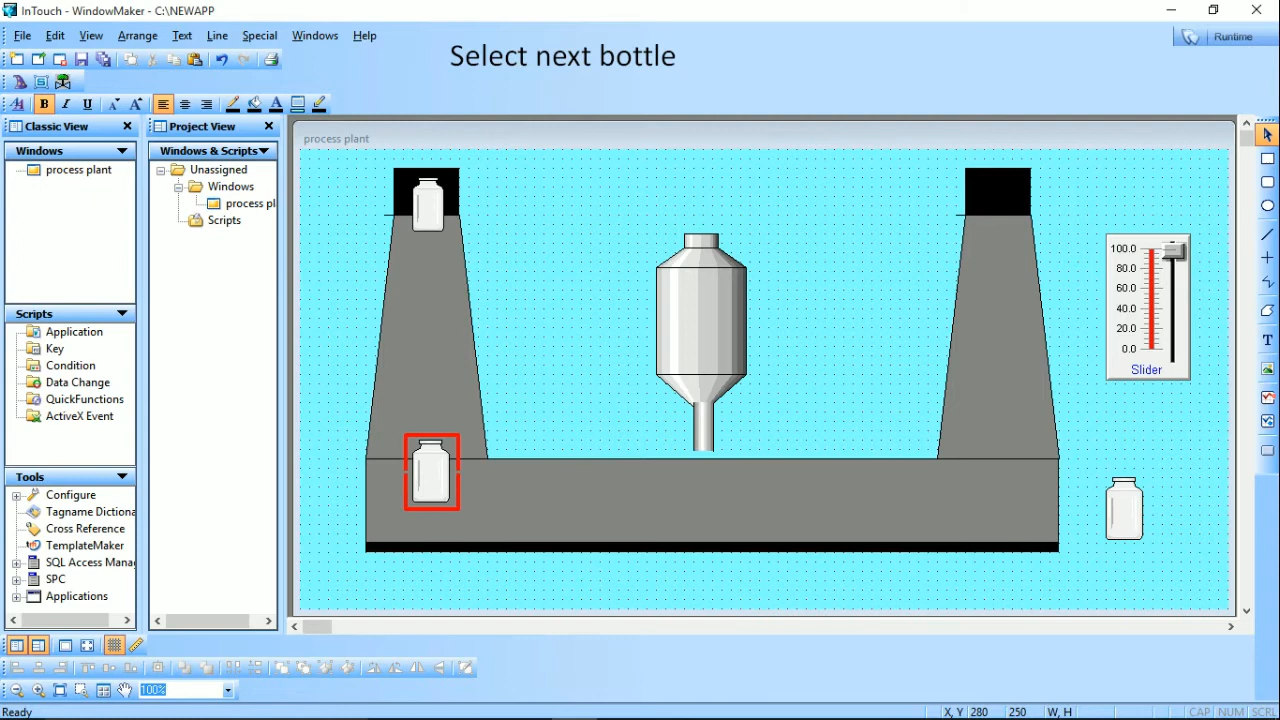 InTouch - WindowMaker - C:\NEWAPP
File Edit View Arrange Text Line Special Windows Help
Runtime
Select next bottle
B I U
Classic View
Windows
process plant
Scripts
Application
Key
Condition
Data Change
QuickFunctions
ActiveX Event
Tools
Configure
Tagname Dictiona
Cross Reference
TemplateMaker
SQL Access Mana
SPC
Applications
Project View
Windows & Scripts
Unassigned
Windows
process pl
Scripts
process plant
100.0
80.0
60.0
40.0
20.0
0.0
Slider
T
100%
Ready
X, Y 280 250 W, H
CAP NUM SCRL